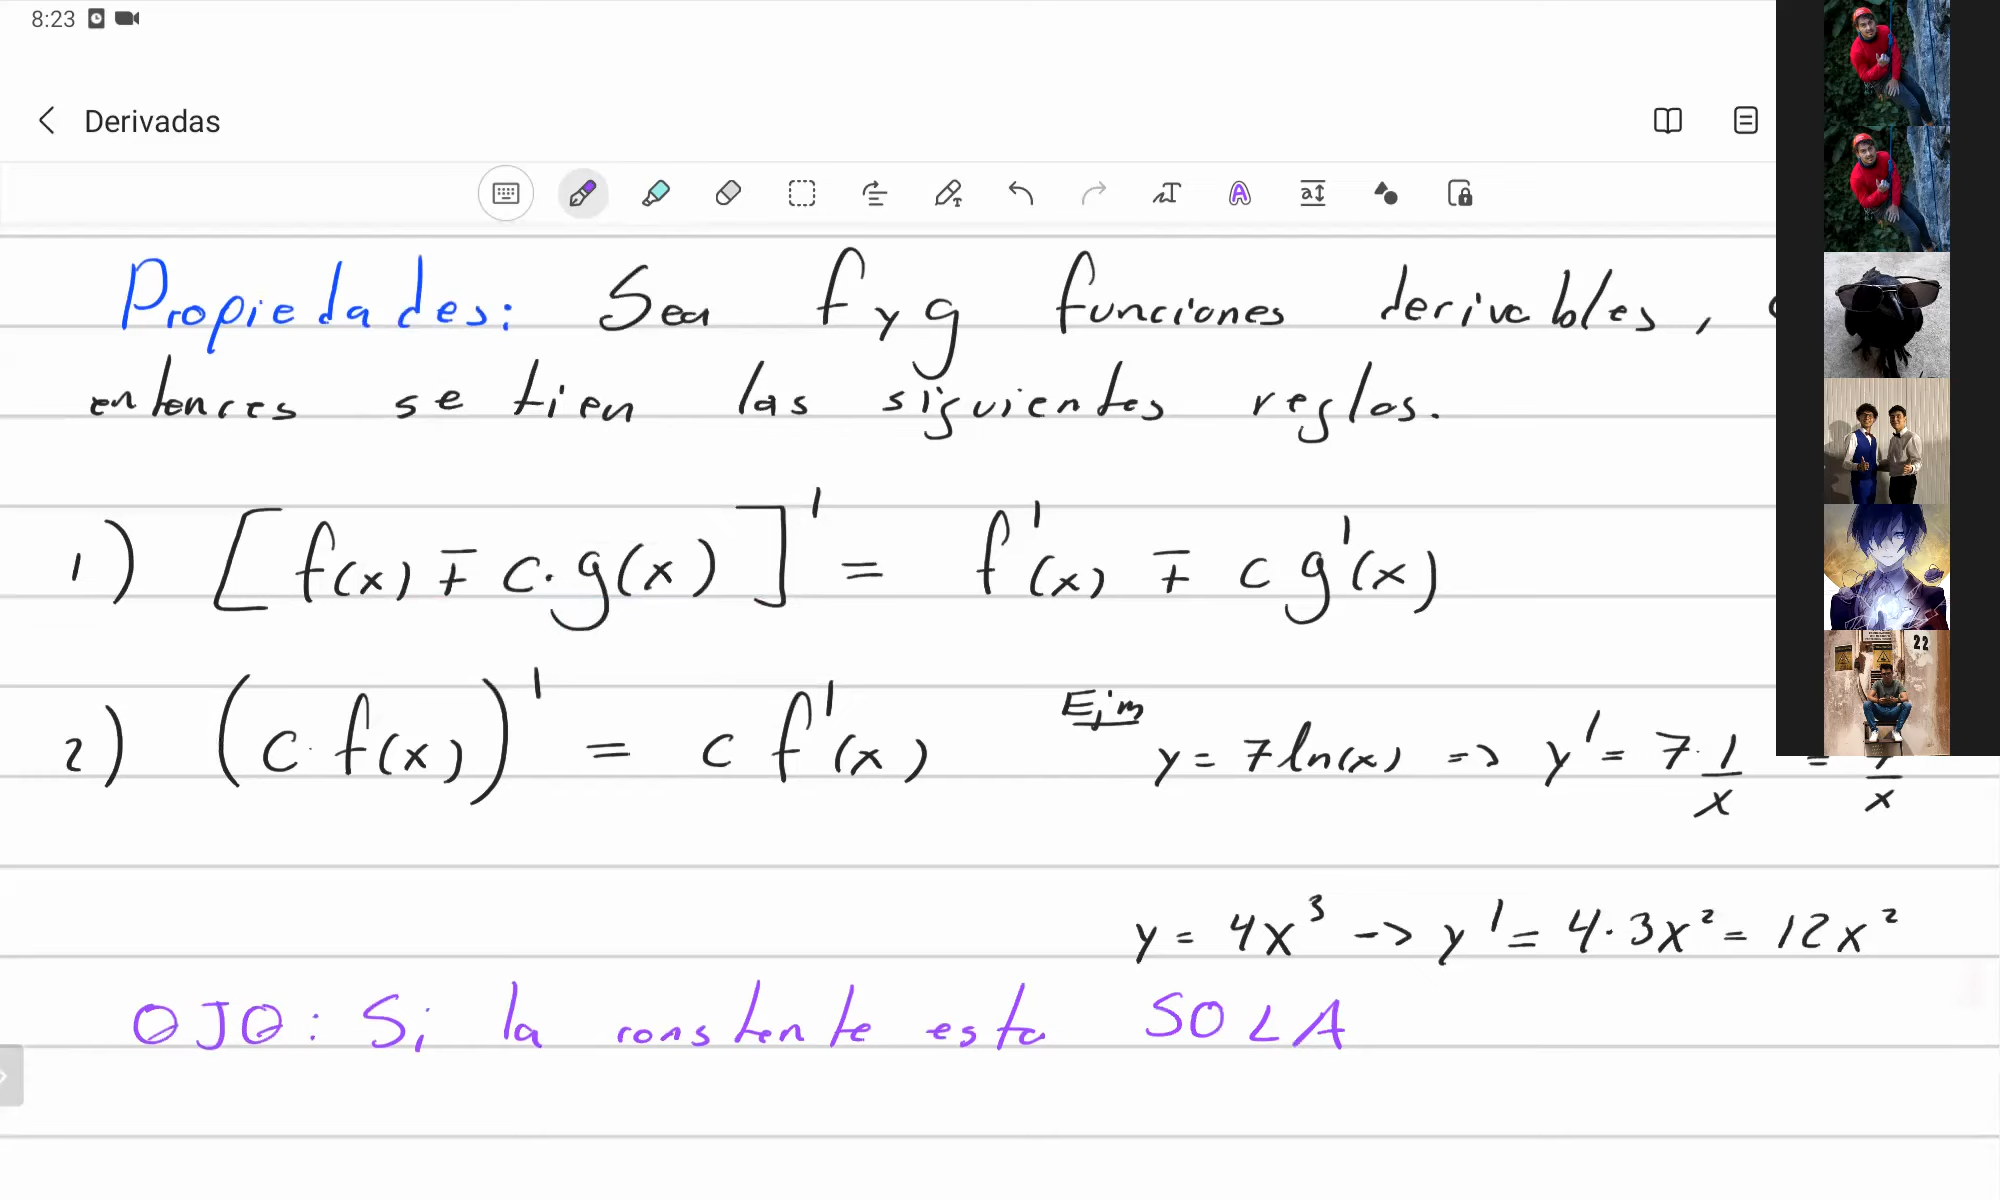 8:23
Derivadas
Propiedades: Sea f y g funciones derivables,
entonces se tien las siguientes reglas.
1) [f(x) ∓ c·g(x)]' = f'(x) ∓ c g'(x)
2) (c·f(x))' = c f'(x) Ejm y = 7ln(x) => y' = 7·1/x = 7/x
y = 4x³ -> y' = 4·3x² = 12x²
OJO: Si la constante esta SOLA
22